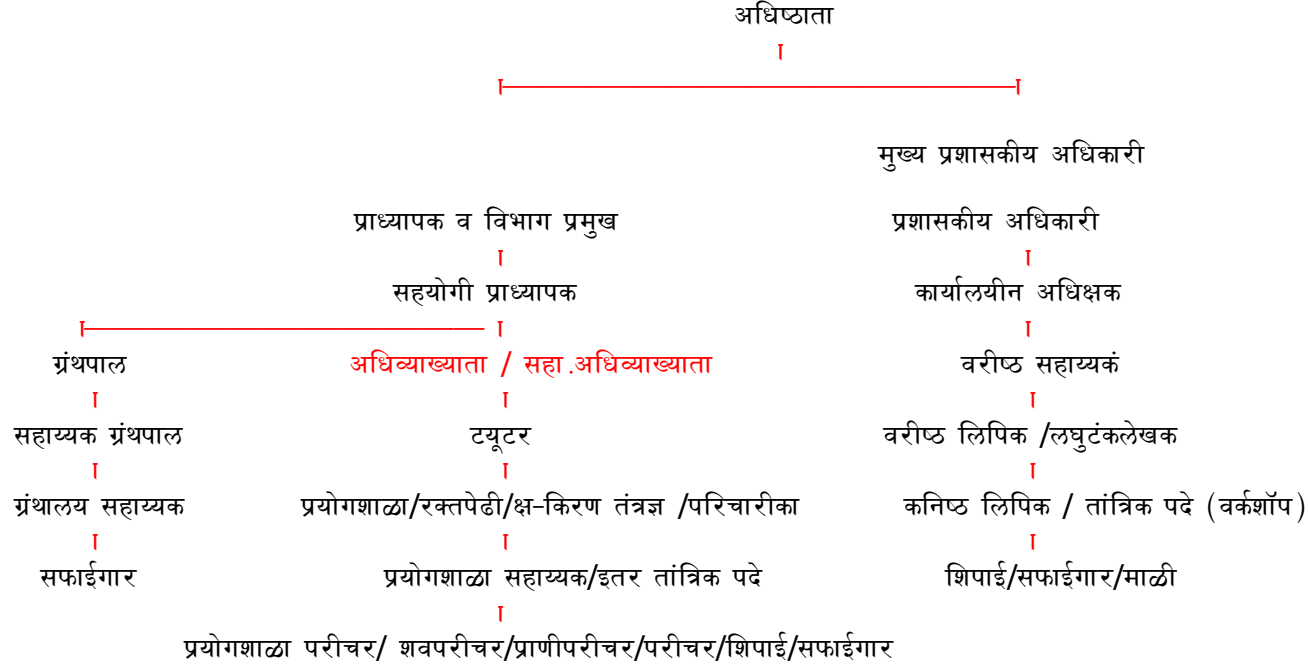 अधिष्ठाता
मुख्य प्रशासकीय अधिकारी
प्राध्यापक व विभाग प्रमुख प्रशासकीय अधिकारी
सहयोगी प्राध्यापक कार्यालयीन अधिक्षक
ग्रंथपाल अधिव्याख्याता / सहा.अधिव्याख्याता वरीष्ठ सहाय्यकं
सहाय्यक ग्रंथपाल टयूटर वरीष्ठ लिपिक /लघुटंकलेखक
ग्रंथालय सहाय्यक प्रयोगशाळा/रक्तपेढी/क्ष-किरण तंत्रज्ञ /परिचारीका कनिष्ठ लिपिक / तांत्रिक पदे (वर्कशॉप)
सफाईगार प्रयोगशाळा सहाय्यक/इतर तांत्रिक पदे शिपाई/सफाईगार/माळी
प्रयोगशाळा परीचर/ शवपरीचर/प्राणीपरीचर/परीचर/शिपाई/सफाईगार